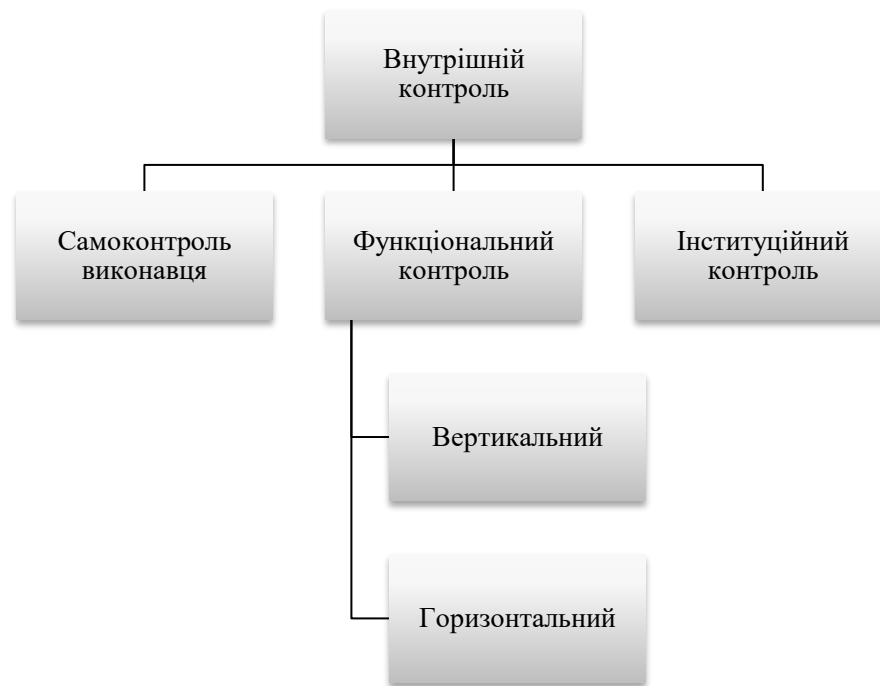 Внутрішній
контроль
Самоконтроль
виконавця
Функціональний
контроль
Інституційний
контроль
Вертикальний
Горизонтальний